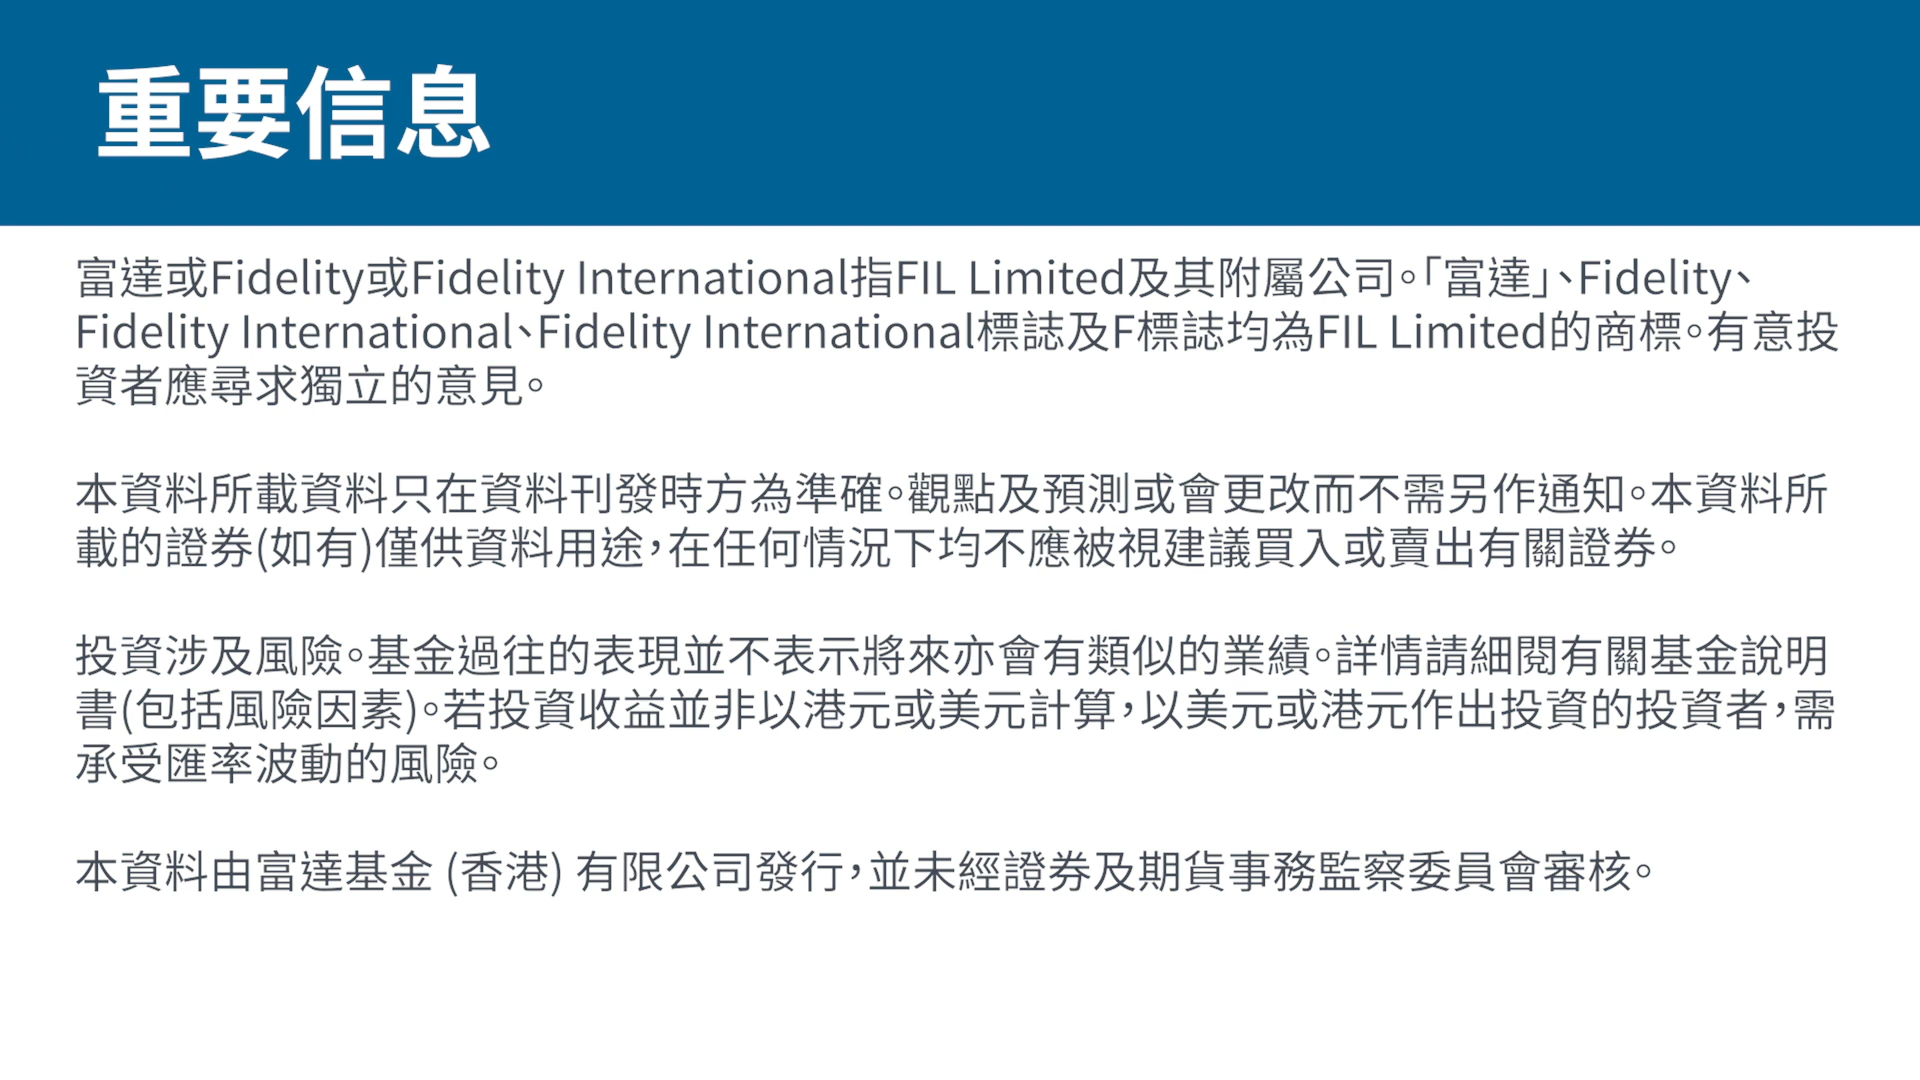 重要信息
富達或Fidelity或Fidelity International指FIL Limited及其附屬公司。「富達」、Fidelity、
Fidelity International、Fidelity International標誌及F標誌均為FIL Limited的商標。有意投
資者應尋求獨立的意見。
本資料所載資料只在資料刊發時方為準確。觀點及預測或會更改而不需另作通知。本資料所
載的證券(如有)僅供資料用途，在任何情況下均不應被視建議買入或賣出有關證券。
投資涉及風險。基金過往的表現並不表示將來亦會有類似的業績。詳情請細閱有關基金說明
書(包括風險因素)。若投資收益並非以港元或美元計算，以美元或港元作出投資的投資者，需
承受匯率波動的風險。
本資料由富達基金 (香港) 有限公司發行，並未經證券及期貨事務監察委員會審核。